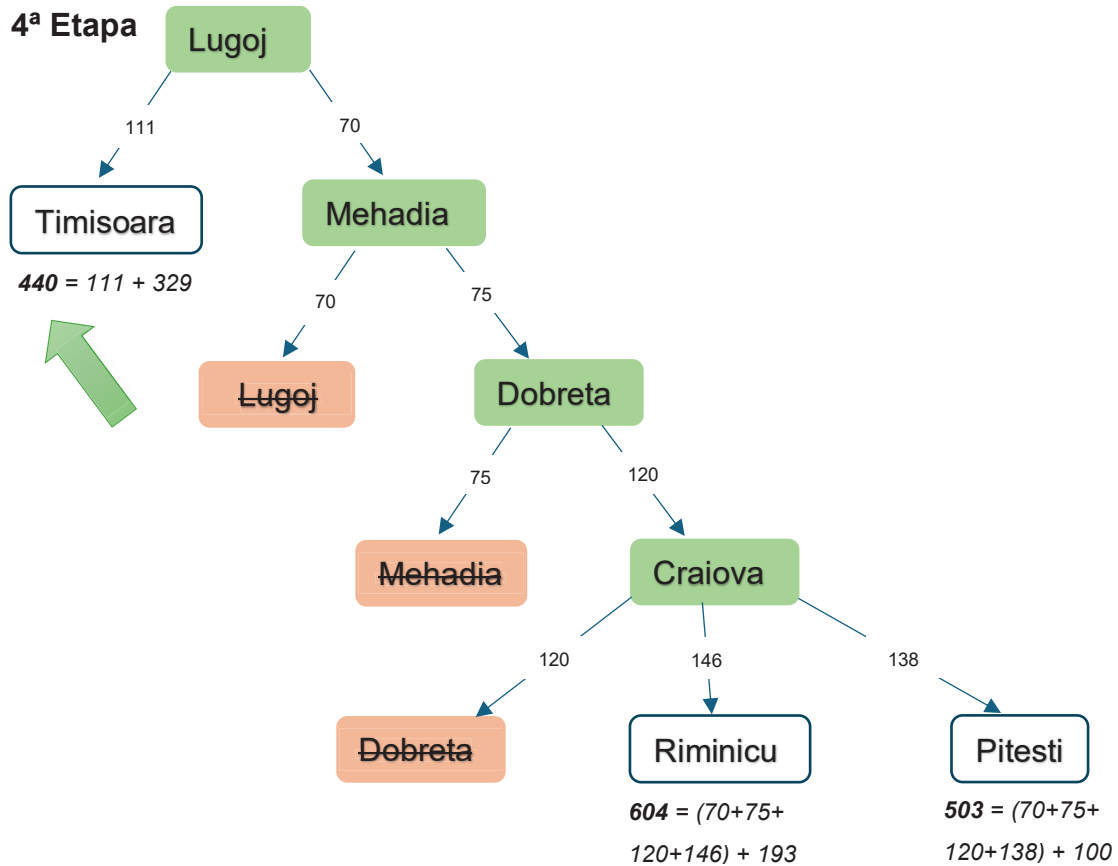 4ª Etapa
Lugoj
111
70
Timisoara
Mehadia
440 = 111 + 329
70
75
Lugoj
Dobreta
75
120
Mehadia
Craiova
120
146
138
Dobreta
Riminicu
Pitesti
604 = (70+75+
120+146) + 193
503 = (70+75+
120+138) + 100